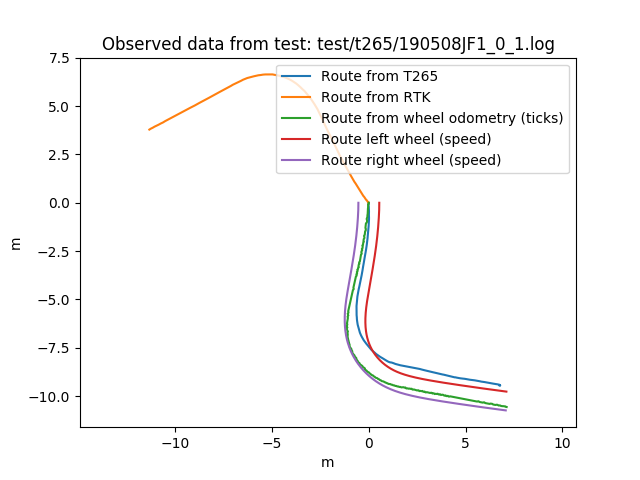 Observed data from test: test/t265/190508JF1_0_1.log
Route from T265
Route from RTK
Route from wheel odometry (ticks)
Route left wheel (speed)
Route right wheel (speed)
7.5
5.0
2.5
0.0
−2.5
−5.0
−7.5
−10.0
m
−10
−5
0
5
10
m